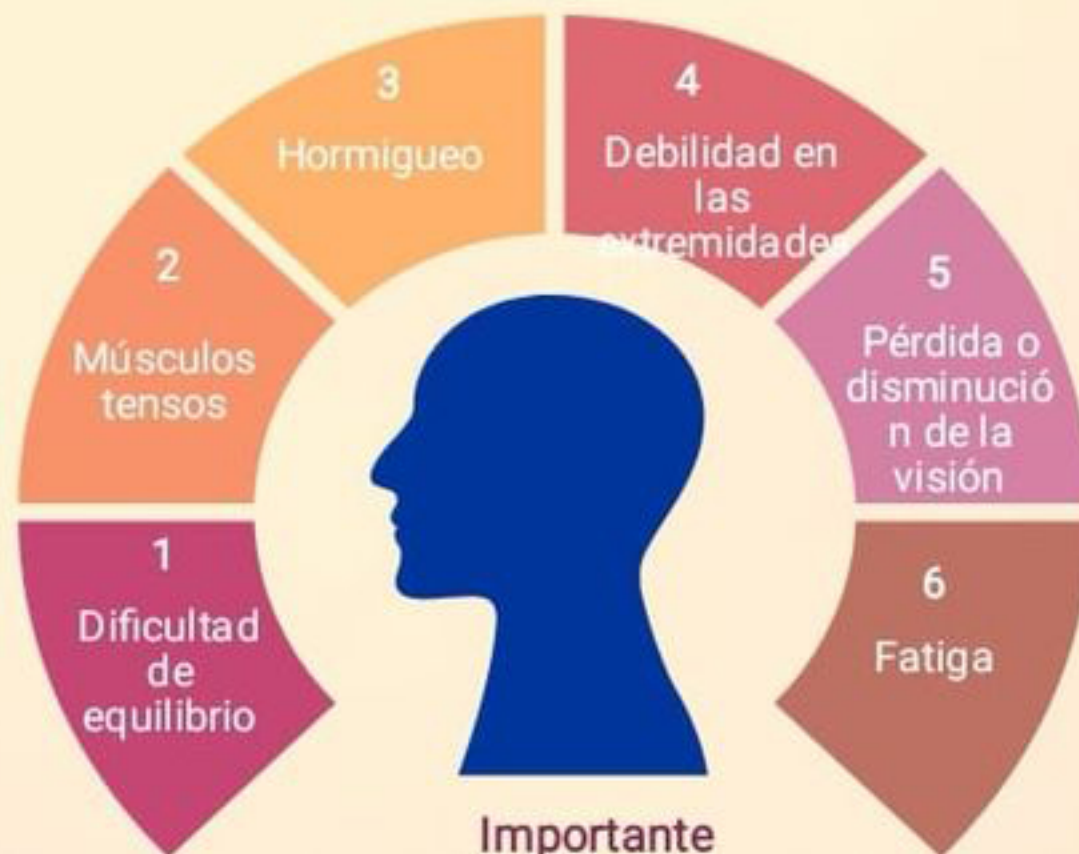 1
Dificultad
de
equilibrio
2
Músculos
tensos
3
Hormigueo
4
Debilidad en
las
extremidades
5
Pérdida o
disminució
n de la
visión
6
Fatiga
Importante